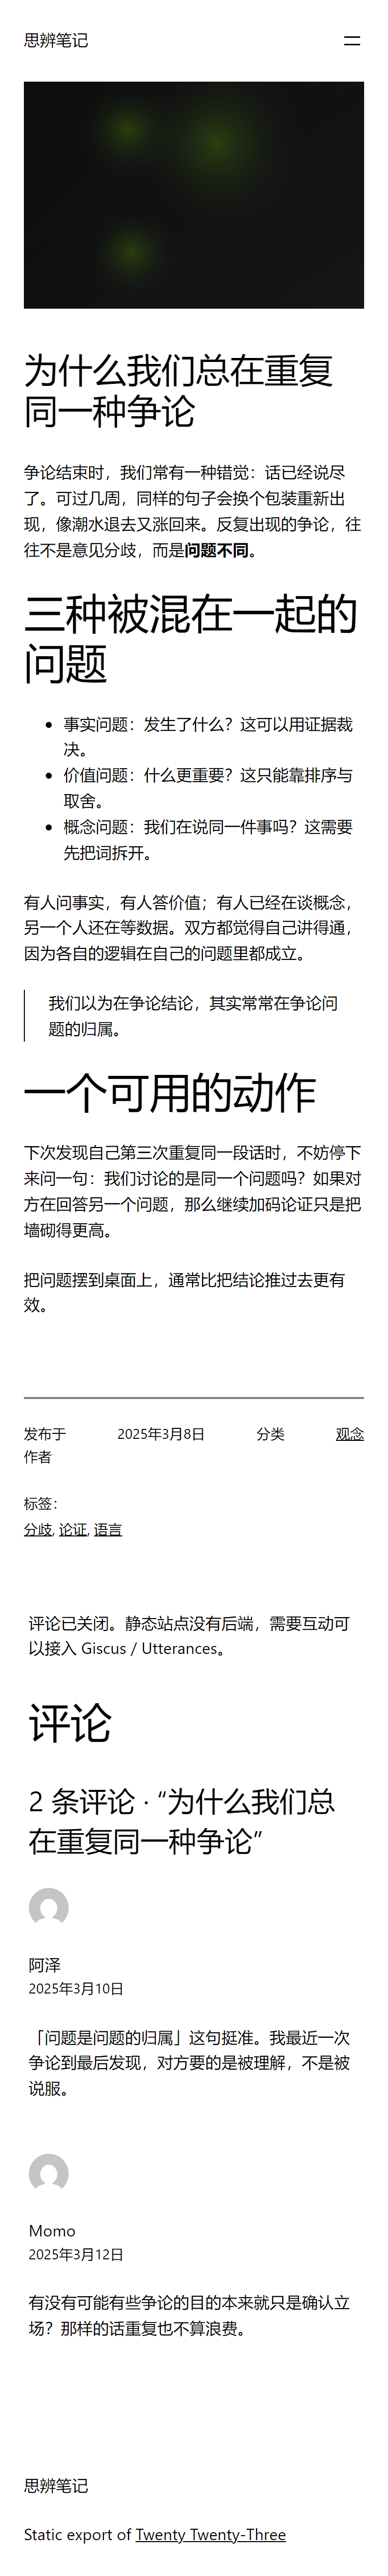 思辨笔记
为什么我们总在重复
同一种争论
争论结束时，我们常有一种错觉：话已经说尽
了。可过几周，同样的句子会换个包装重新出
现，像潮水退去又涨回来。反复出现的争论，往
往不是意见分歧，而是问题不同。
三种被混在一起的
问题
• 事实问题：发生了什么？这可以用证据裁
决。
• 价值问题：什么更重要？这只能靠排序与
取舍。
• 概念问题：我们在说同一件事吗？这需要
先把词拆开。
有人问事实，有人答价值；有人已经在谈概念，
另一个人还在等数据。双方都觉得自己讲得通，
因为各自的逻辑在自己的问题里都成立。
我们以为在争论结论，其实常常在争论问
题的归属。
一个可用的动作
下次发现自己第三次重复同一段话时，不妨停下
来问一句：我们讨论的是同一个问题吗？如果对
方在回答另一个问题，那么继续加码论证只是把
墙砌得更高。
把问题摆到桌面上，通常比把结论推过去更有
效。
发布于 2025年3月8日 分类 观念
作者
标签：
分歧, 论证, 语言
评论已关闭。静态站点没有后端，需要互动可
以接入 Giscus / Utterances。
评论
2 条评论 · “为什么我们总
在重复同一种争论”
阿泽
2025年3月10日
「问题是问题的归属」这句挺准。我最近一次
争论到最后发现，对方要的是被理解，不是被
说服。
Momo
2025年3月12日
有没有可能有些争论的目的本来就只是确认立
场？那样的话重复也不算浪费。
思辨笔记
Static export of Twenty Twenty-Three